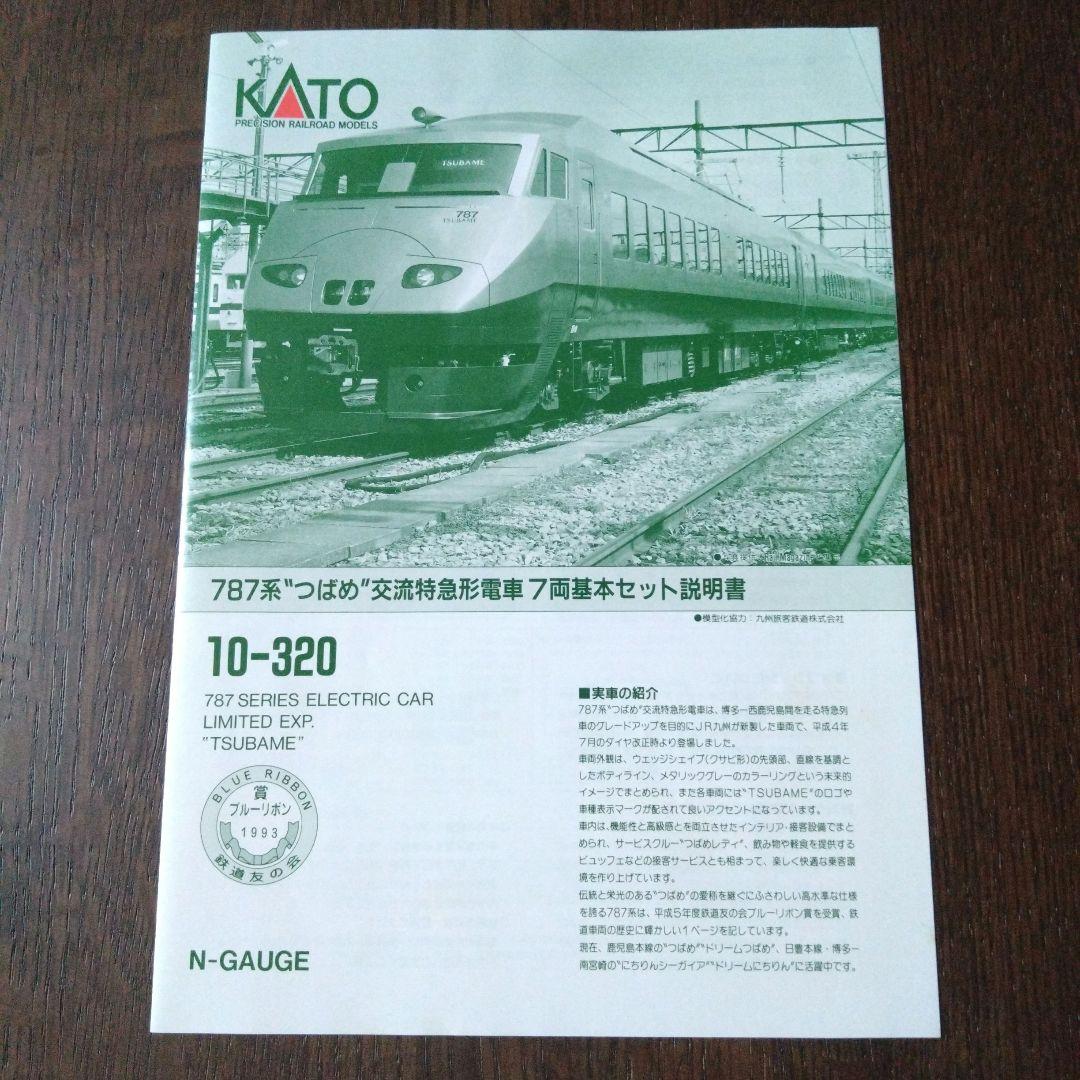 KATO
PRECISION RAILROAD MODELS
TSUBAME
787
TSUBAME
787系"つばめ"交流特急形電車 7両基本セット説明書
●模型化協力:九州旅客鉄道株式会社
10-320
787 SERIES ELECTRIC CAR
LIMITED EXP.
"TSUBAME"
BLUE RIBBON
賞
ブルーリボン
1993
鉄道友の会
N-GAUGE
■実車の紹介
787系"つばめ"交流特急形電車は、博多ー西鹿児島間を走る特急列
車のグレードアップを目的にJR九州が新製した車両で、平成4年
7月のダイヤ改正時より登場しました。
車両外観は、ウェッジシェイプ(クサビ形)の先頭部、直線を基調とし
たボディライン、メタリックグレーのカラーリングという未来的
イメージでまとめられ、また各車両には"TSUBAME"のロゴや
車種表示マークが配されて良いアクセントになっています。
車内は、機能性と高級感とを両立させたインテリア・接客設備でまと
められ、サービスクルー"つばめレディ"、飲み物や軽食を提供する
ビュッフェなどの接客サービスとも相まって、楽しく快適な乗客環
境を作り上げています。
伝統と栄光のある"つばめ"の愛称を継ぐにふさわしい高水準な仕様
を誇る787系は、平成5年度鉄道友の会ブルーリボン賞を受賞、鉄
道車両の歴史に輝かしい1ページを記しています。
現在、鹿児島本線の"つばめ""ドリームつばめ"、日豊本線・博多ー
南宮崎の"にちりんシーガイア""ドリームにちりん"に活躍中です。